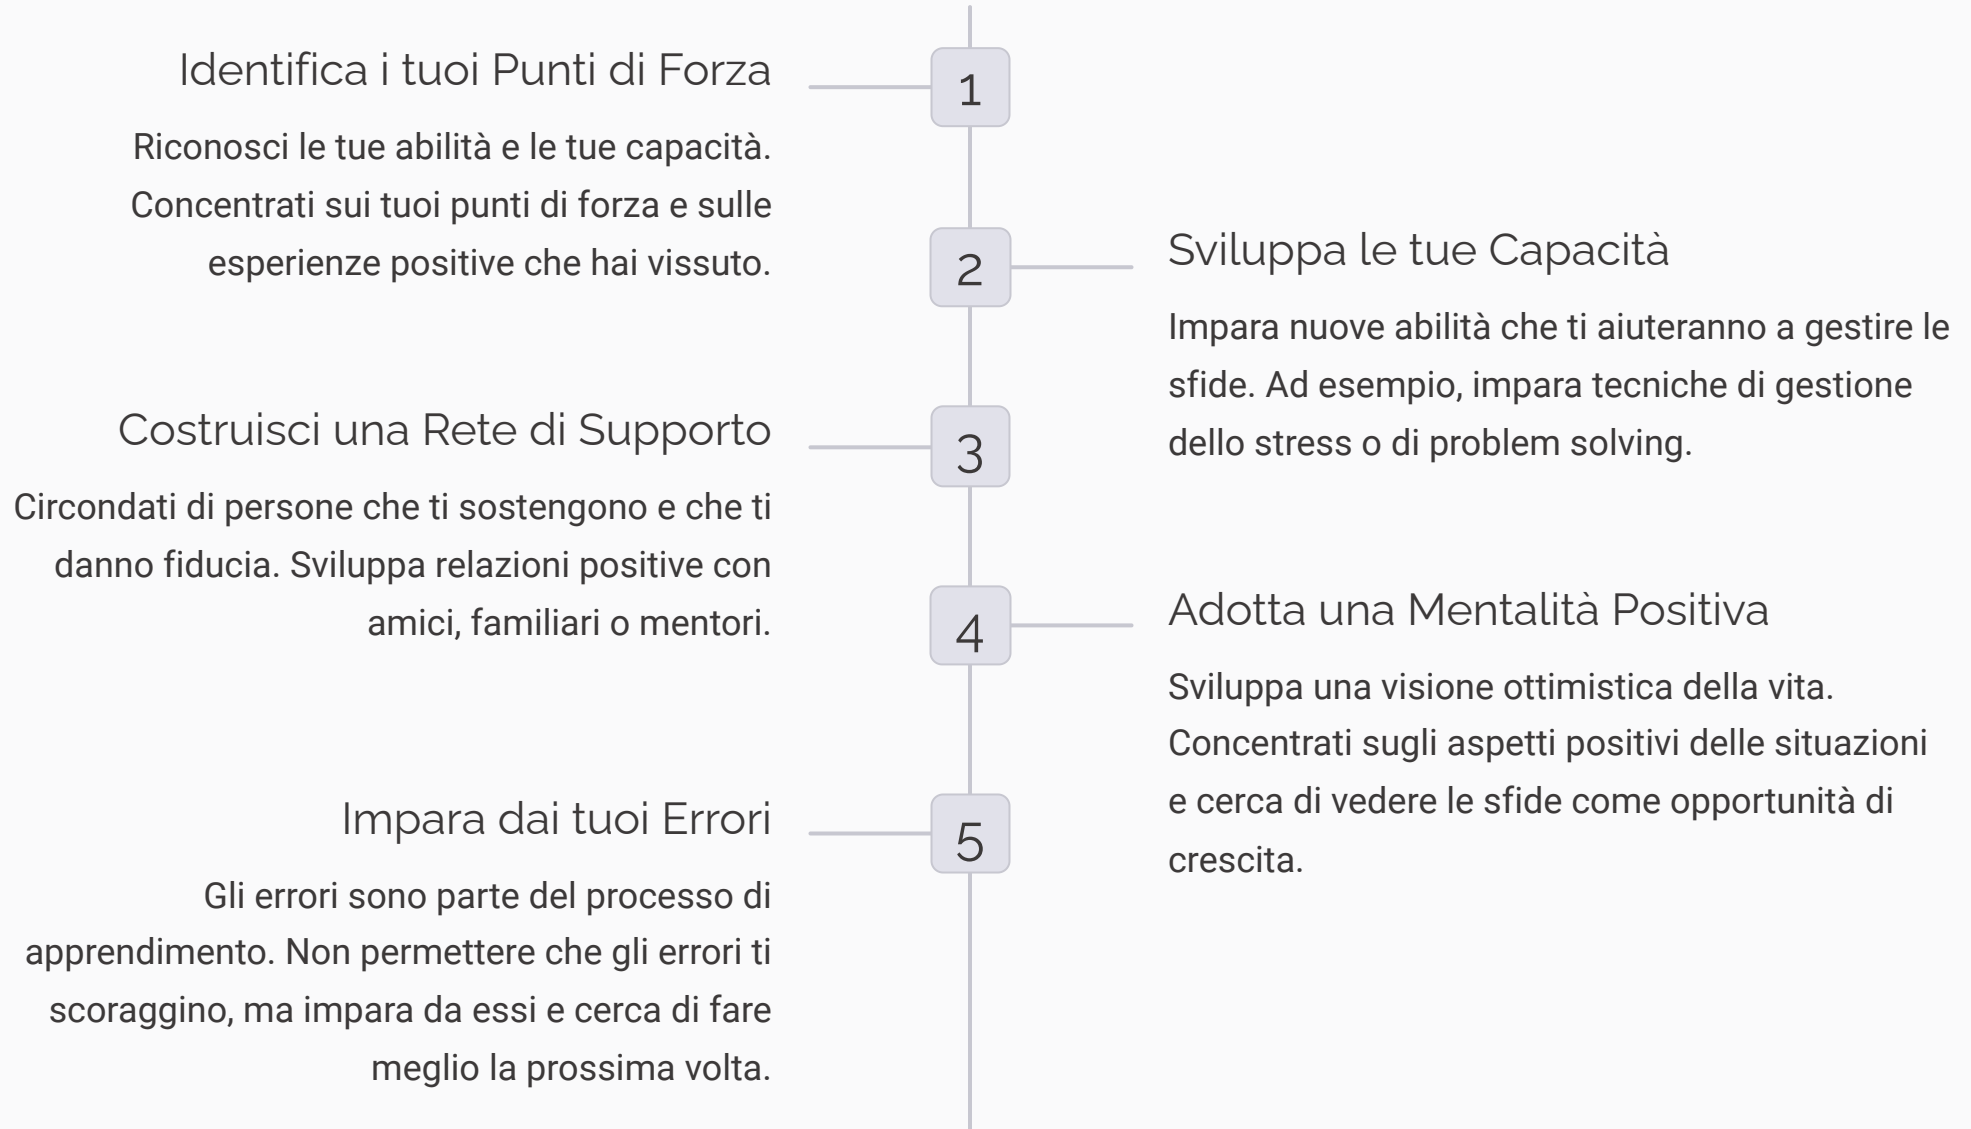 Identifica i tuoi Punti di Forza
1
Riconosci le tue abilità e le tue capacità.
Concentrati sui tuoi punti di forza e sulle
esperienze positive che hai vissuto.
2
Sviluppa le tue Capacità
Impara nuove abilità che ti aiuteranno a gestire le
sfide. Ad esempio, impara tecniche di gestione
dello stress o di problem solving.
Costruisci una Rete di Supporto
3
Circondati di persone che ti sostengono e che ti
danno fiducia. Sviluppa relazioni positive con
amici, familiari o mentori.
4
Adotta una Mentalità Positiva
Sviluppa una visione ottimistica della vita.
Concentrati sugli aspetti positivi delle situazioni
e cerca di vedere le sfide come opportunità di
crescita.
Impara dai tuoi Errori
5
Gli errori sono parte del processo di
apprendimento. Non permettere che gli errori ti
scoraggino, ma impara da essi e cerca di fare
meglio la prossima volta.